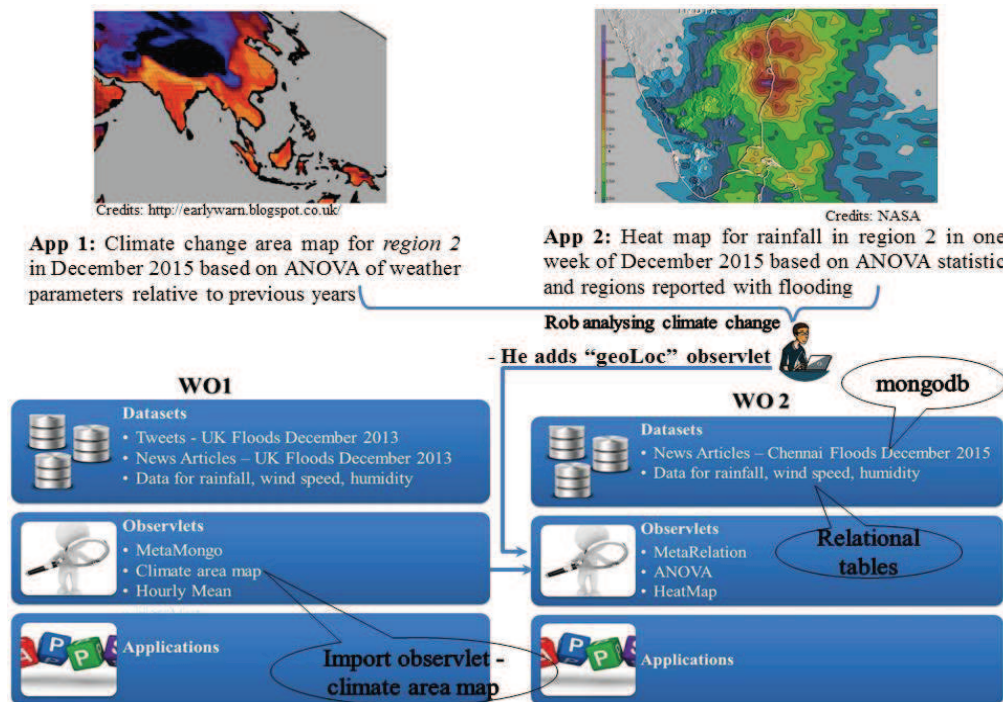 Credits: http://earlywarn.blogspot.co.uk/
App 1: Climate change area map for region 2
in December 2015 based on ANOVA of weather
parameters relative to previous years
Credits: NASA
App 2: Heat map for rainfall in region 2 in one
week of December 2015 based on ANOVA statistic
and regions reported with flooding
Rob analysing climate change
- He adds “geoLoc” observlet
WO1
Datasets
• Tweets - UK Floods December 2013
• News Articles – UK Floods December 2013
• Data for rainfall, wind speed, humidity
Observlets
• MetaMongo
• Climate area map
• Hourly Mean
Applications
Import observlet -
climate area map
WO 2
mongodb
Datasets
• News Articles – Chennai Floods December 2015
• Data for rainfall, wind speed, humidity
Relational
tables
Observlets
• MetaRelation
• ANOVA
• HeatMap
Applications